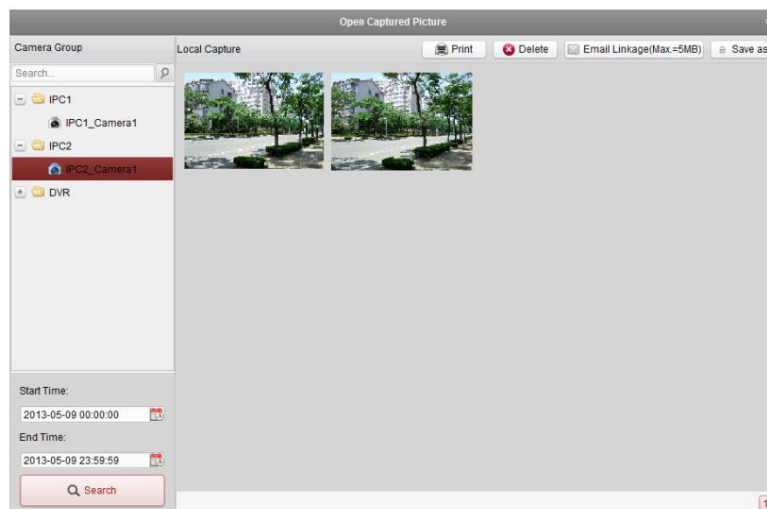 Open Captured Picture
Camera Group
Local Capture
Print
Delete
Email Linkage(Max.=5MB)
Save as
Search...
IPC1
IPC1_Camera1
IPC2
IPC2_Camera1
DVR
Start Time:
2013-05-09 00:00:00
End Time:
2013-05-09 23:59:59
Search
1